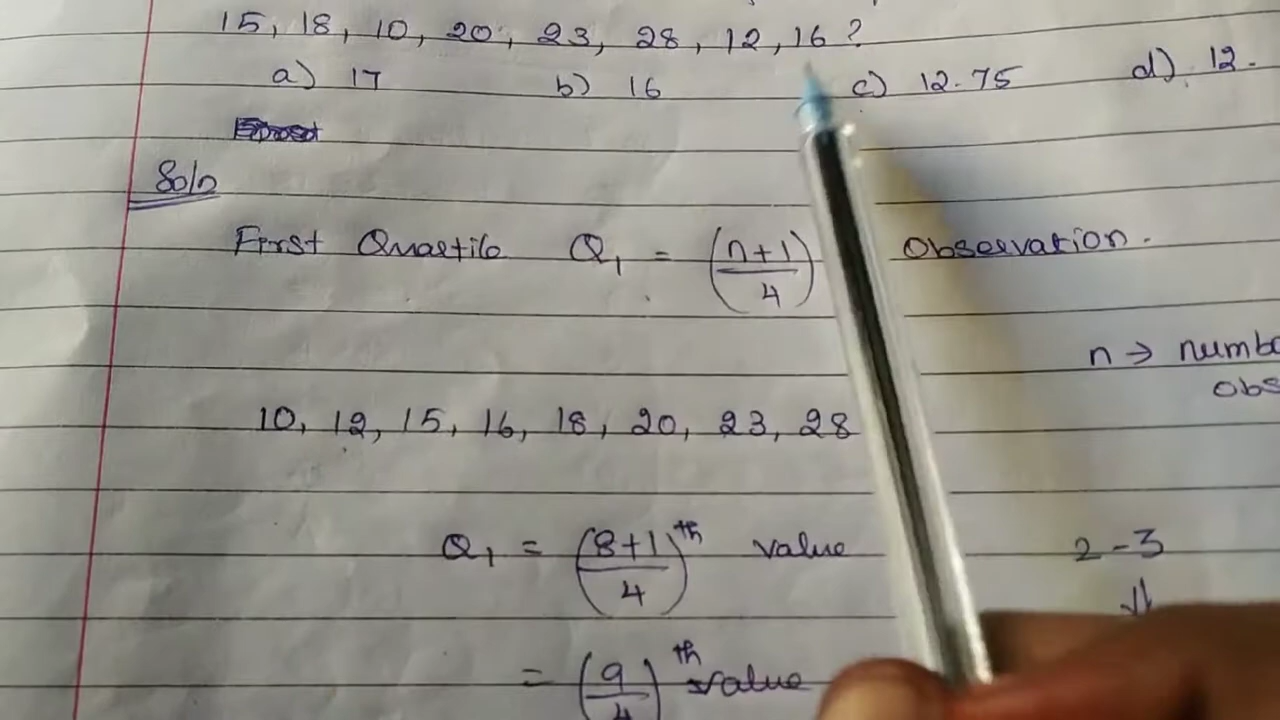 15, 18, 10, 20, 23, 28, 12, 16?
a) 17 b) 16 c) 12.75 d) 12.
Soln
First Quartile Q₁ = (n+1/4) Observation.
n →
10, 12, 15, 16, 18, 20, 23, 28
Q₁ = (8+1/4)th value 2-3
= (9/4)th value